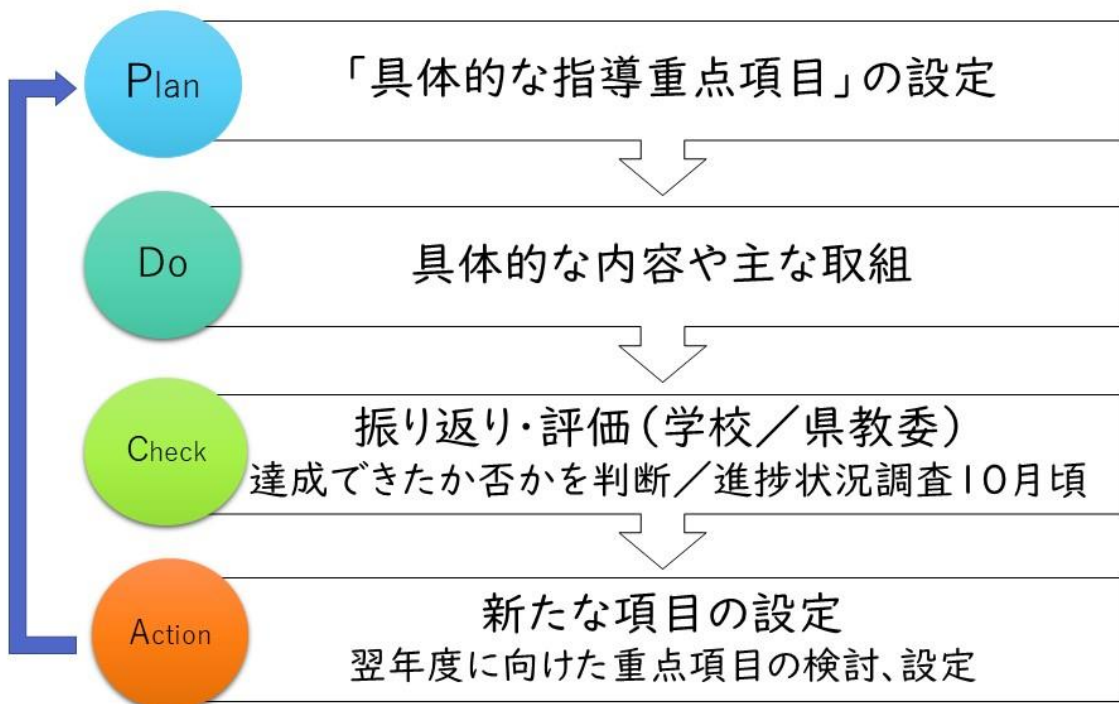 Plan
「具体的な指導重点項目」の設定
Do
具体的な内容や主な取組
Check
振り返り・評価(学校／県教委)
達成できたか否かを判断／進捗状況調査10月頃
Action
新たな項目の設定
翌年度に向けた重点項目の検討、設定